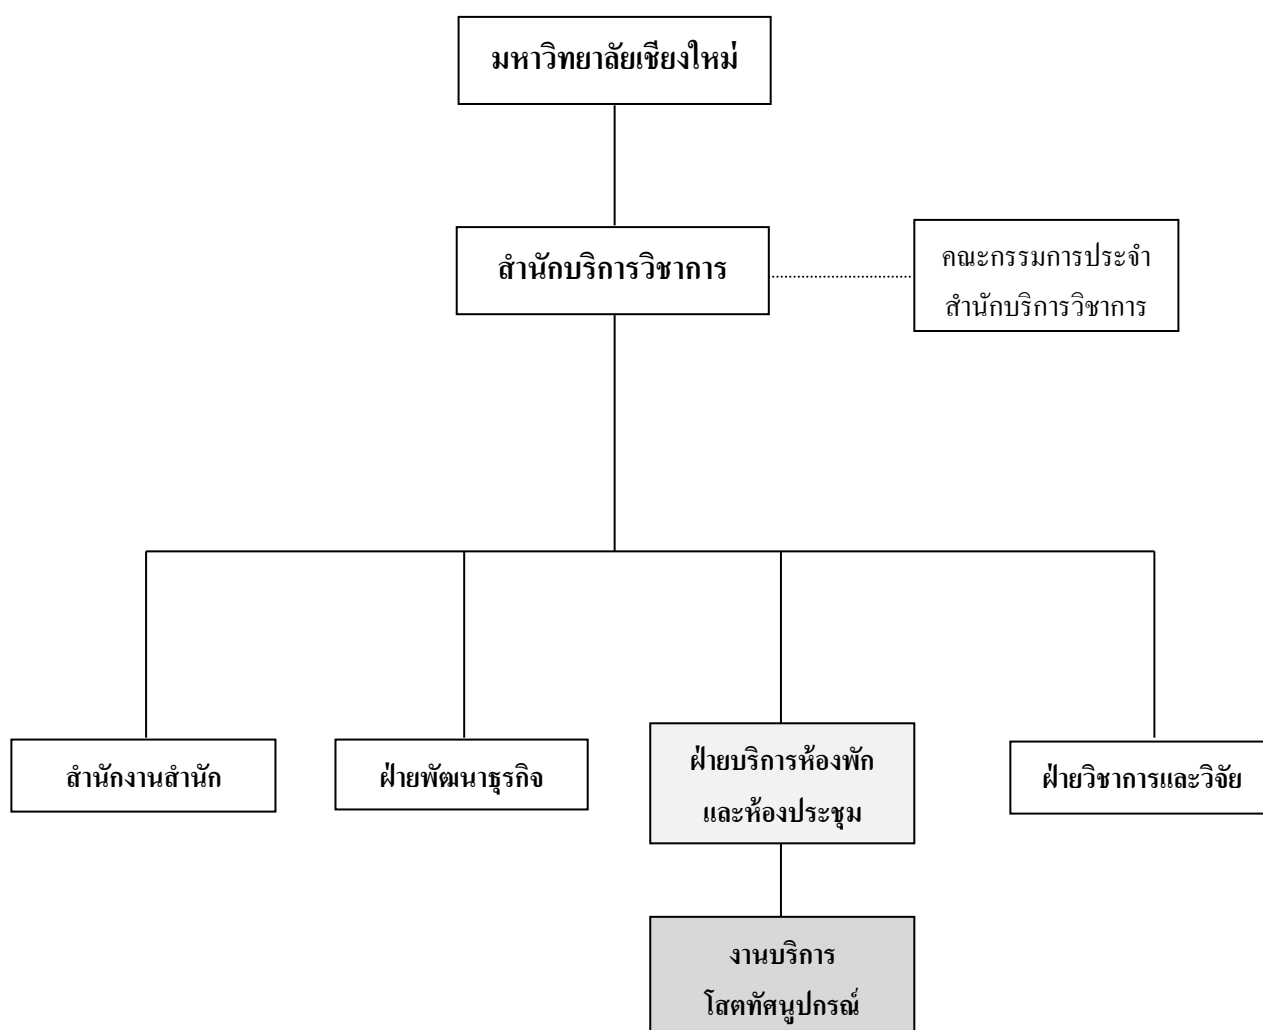 มหาวิทยาลัยเชียงใหม่
สำนักบริการวิชาการ
คณะกรรมการประจำ
สำนักบริการวิชาการ
สำนักงานสำนัก
ฝ่ายพัฒนาธุรกิจ
ฝ่ายบริการห้องพัก
และห้องประชุม
ฝ่ายวิชาการและวิจัย
งานบริการ
โสตทัศนูปกรณ์